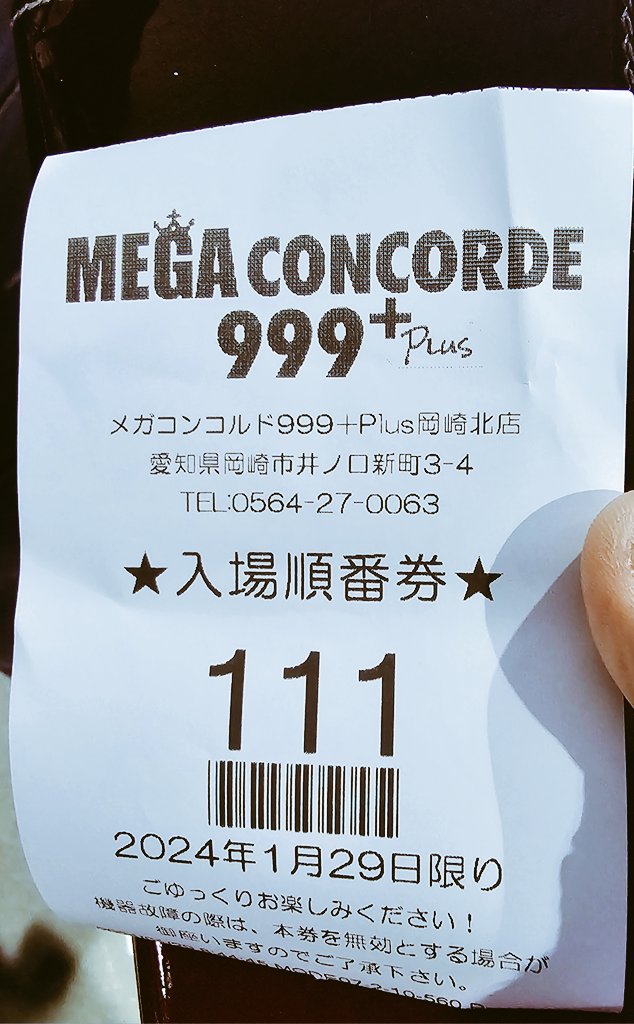 MEGA CONCORDE
999+Plus
メガコンコルド999+Plus岡崎北店
愛知県岡崎市井ノ口新町3-4
TEL:0564-27-0063
★入場順番券★
111
2024年1月29日限り
ごゆっくりお楽しみください!
機器故障の際は、本券を無効とする場合が
御座いますのでご了承下さい。